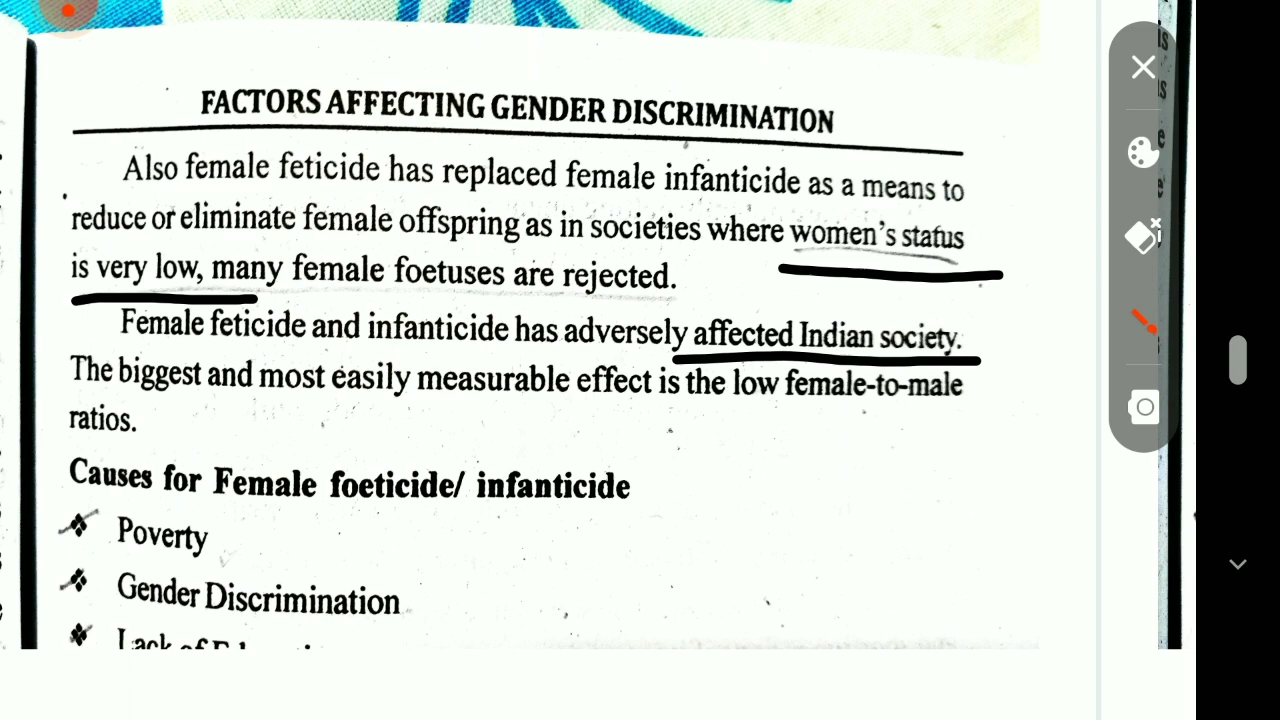 FACTORS AFFECTING GENDER DISCRIMINATION
Also female feticide has replaced female infanticide as a means to
reduce or eliminate female offspring as in societies where women's status
is very low, many female foetuses are rejected.
Female feticide and infanticide has adversely affected Indian society.
The biggest and most easily measurable effect is the low female-to-male
ratios.
Causes for Female foeticide/ infanticide
❖ Poverty
❖ Gender Discrimination
❖ Lack of